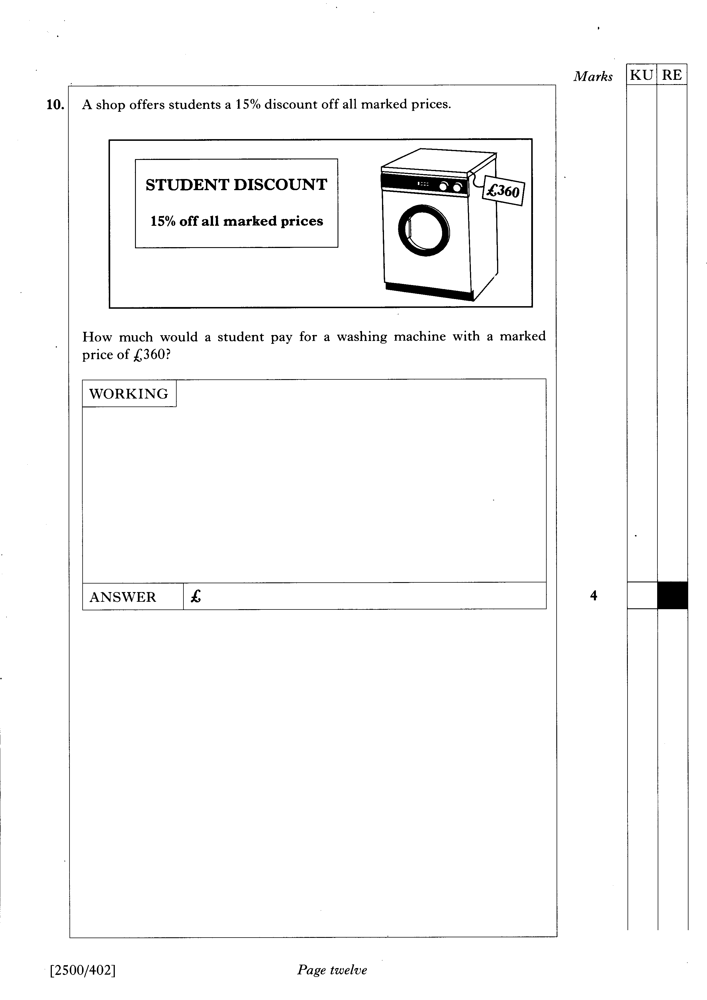 Marks KU RE
10. A shop offers students a 15% discount off all marked prices.
STUDENT DISCOUNT
15% off all marked prices
£360
How much would a student pay for a washing machine with a marked
price of £360?
WORKING
ANSWER £
4
[2500/402] Page twelve